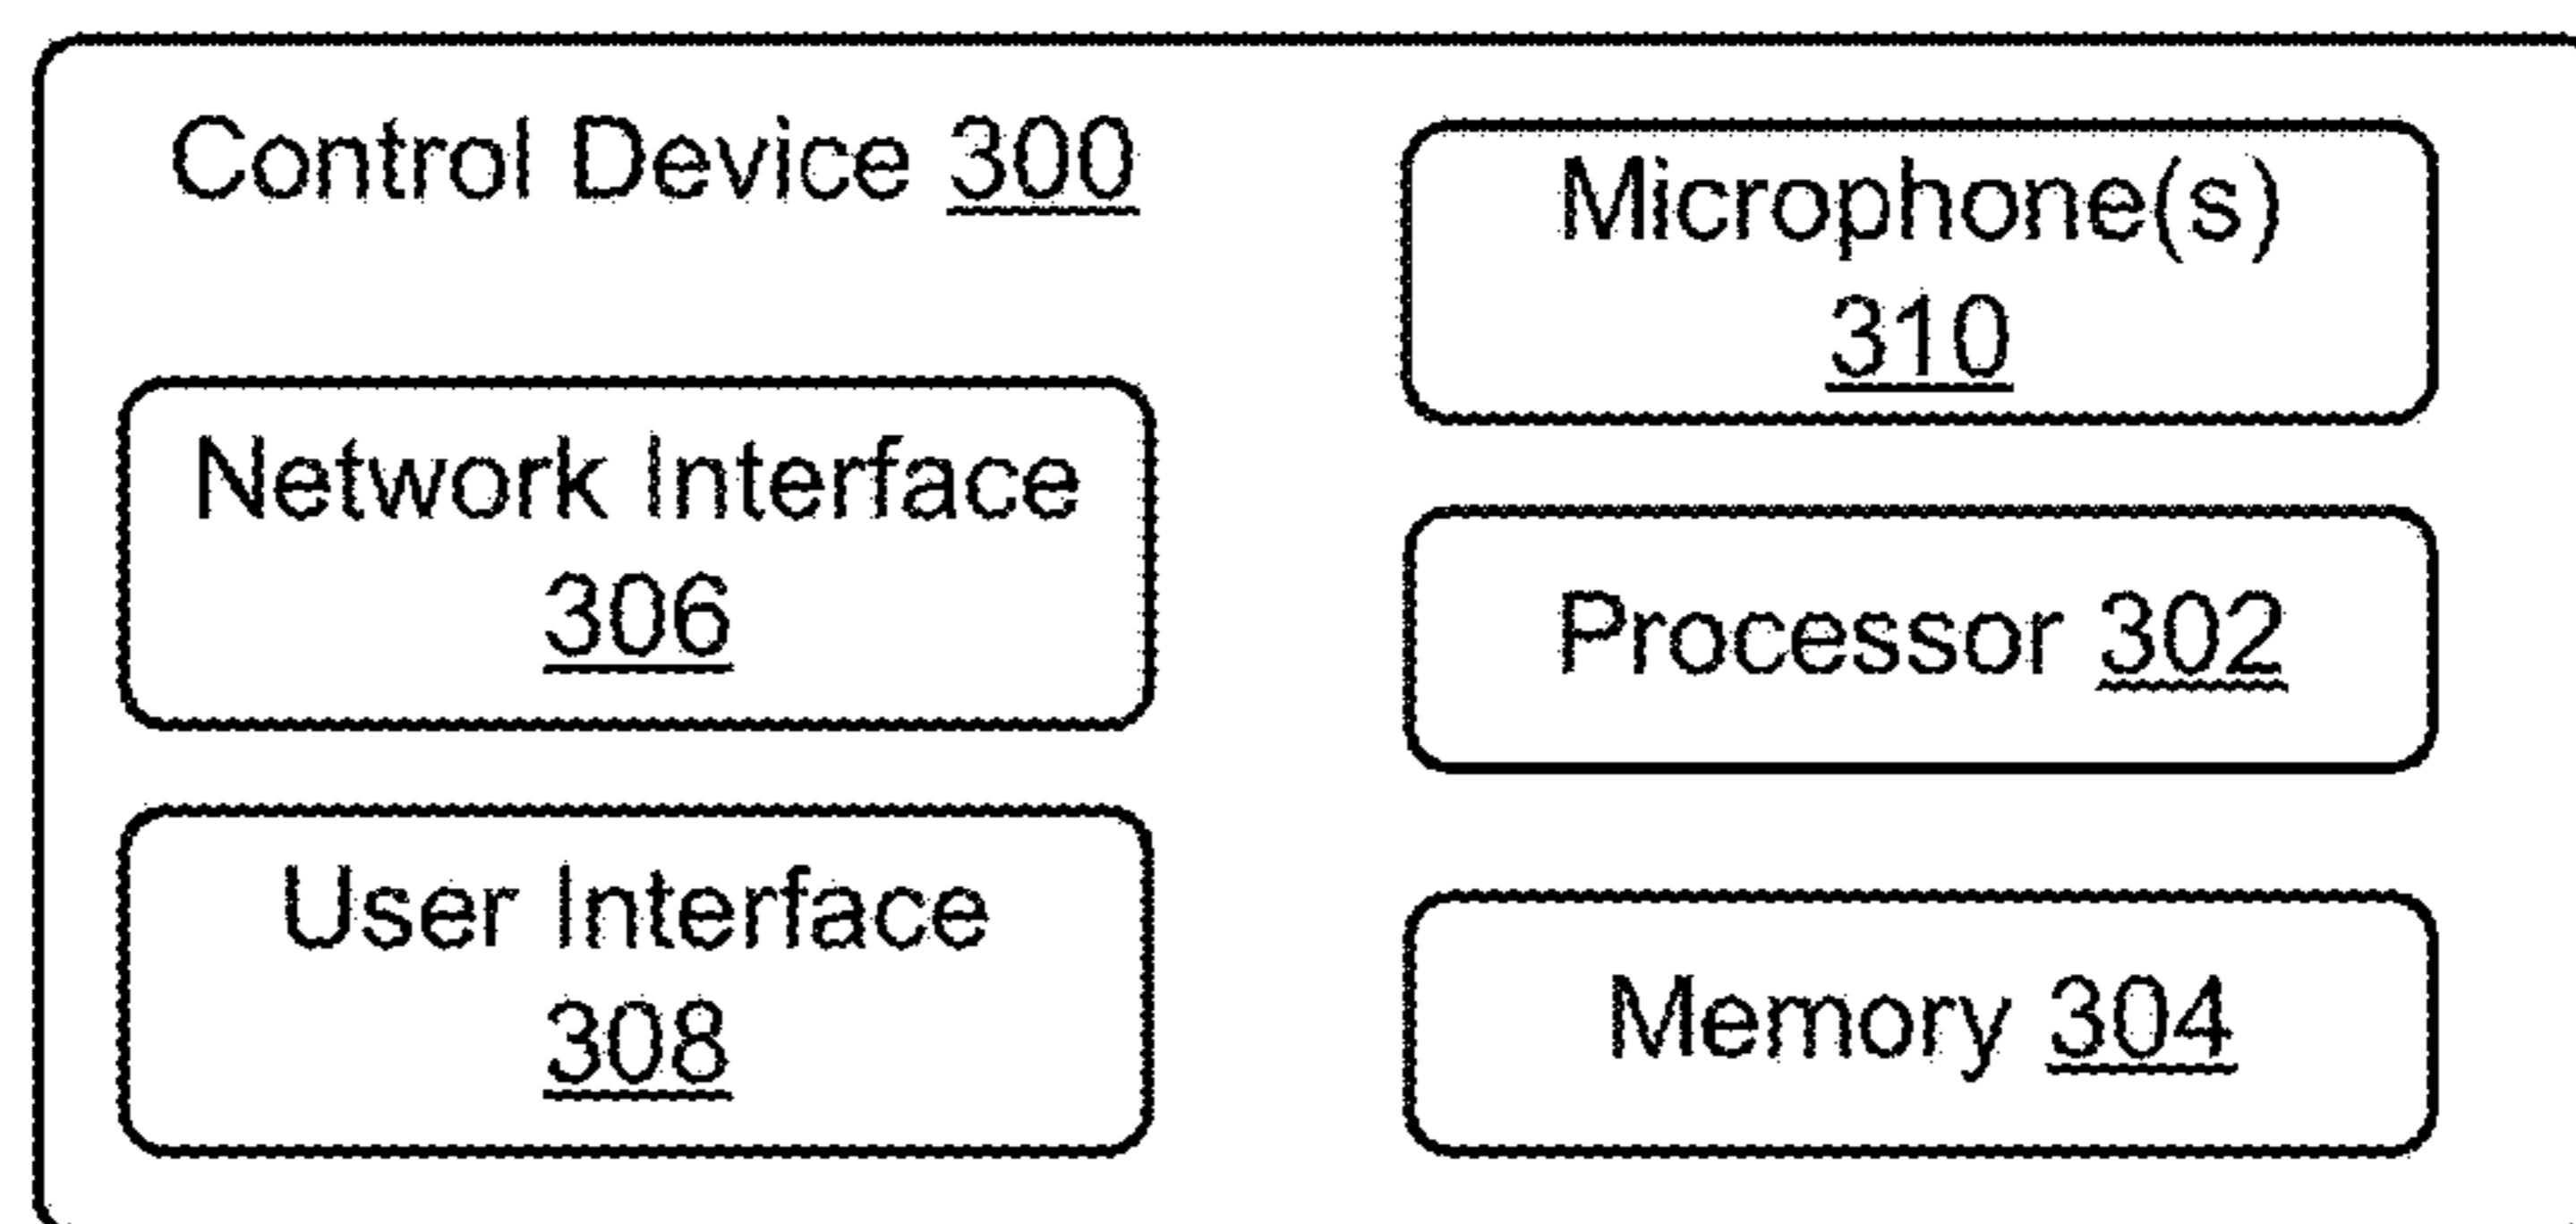 Control Device 300
Network Interface
306
User Interface
308
Microphone(s)
310
Processor 302
Memory 304